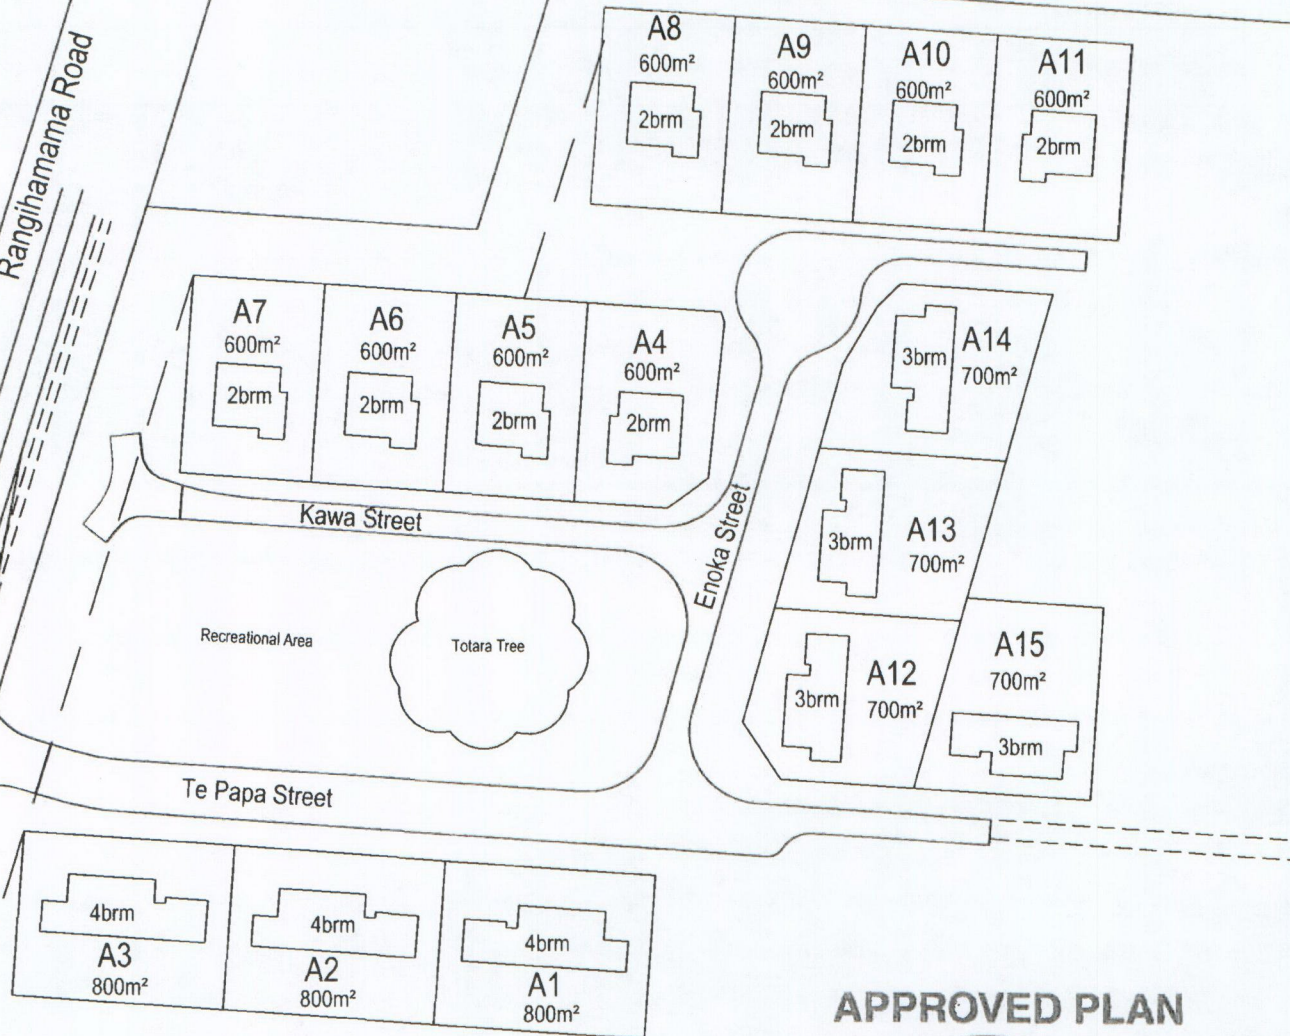 Rangihamama Road
A8
600m²
2brm
A9
600m²
2brm
A10
600m²
2brm
A11
600m²
2brm
A7
600m²
2brm
A6
600m²
2brm
A5
600m²
2brm
A4
600m²
2brm
A14
3brm
700m²
Kawa Street
Enoka Street
A13
3brm
700m²
Recreational Area
Totara Tree
A12
3brm
700m²
A15
700m²
3brm
Te Papa Street
4brm
A3
800m²
4brm
A2
800m²
4brm
A1
800m²
APPROVED PLAN